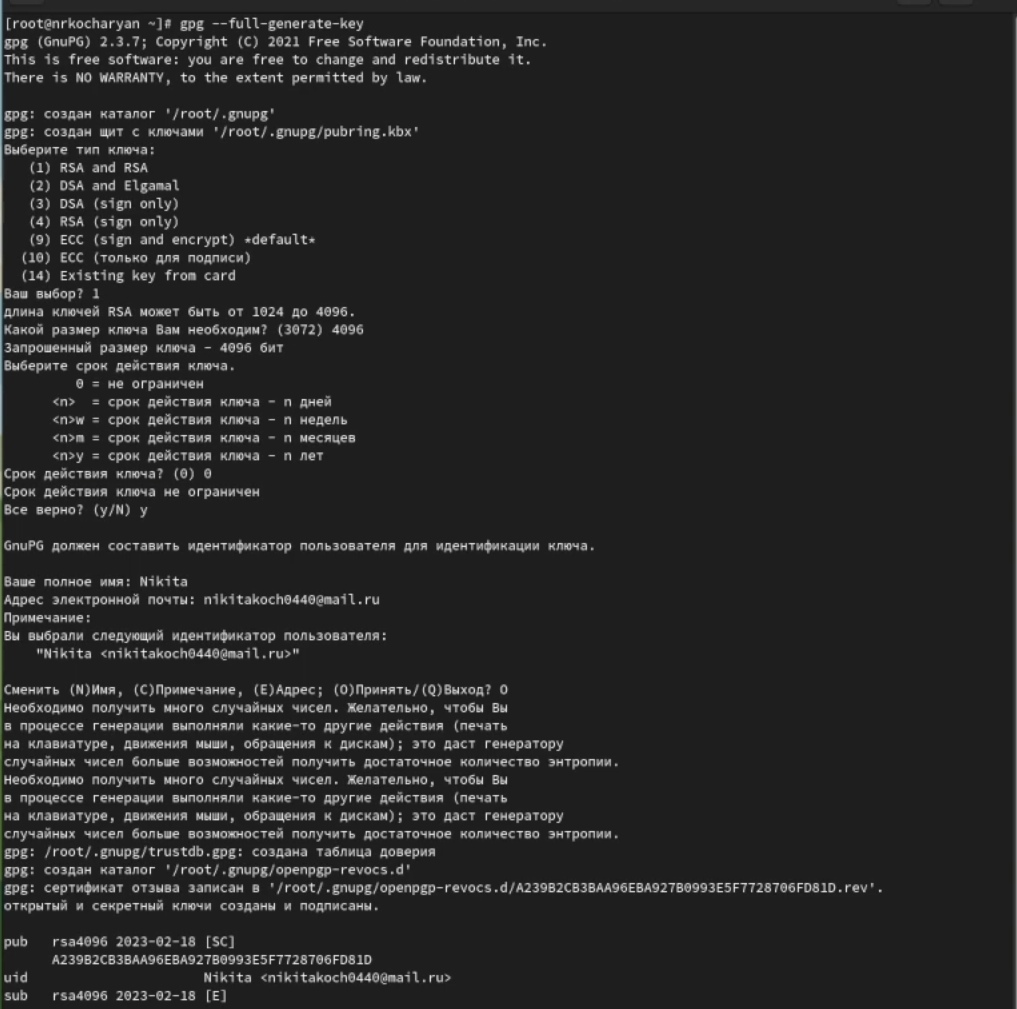 [root@nrkocharyan ~]# gpg --full-generate-key
gpg (GnuPG) 2.3.7; Copyright (C) 2021 Free Software Foundation, Inc.
This is free software: you are free to change and redistribute it.
There is NO WARRANTY, to the extent permitted by law.
gpg: создан каталог '/root/.gnupg'
gpg: создан щит с ключами '/root/.gnupg/pubring.kbx'
Выберите тип ключа:
(1) RSA and RSA
(2) DSA and Elgamal
(3) DSA (sign only)
(4) RSA (sign only)
(9) ECC (sign and encrypt) *default*
(10) ECC (только для подписи)
(14) Existing key from card
Ваш выбор? 1
длина ключей RSA может быть от 1024 до 4096.
Какой размер ключа Вам необходим? (3072) 4096
Запрошенный размер ключа - 4096 бит
Выберите срок действия ключа.
0 = не ограничен
<n>  = срок действия ключа - n дней
<n>w = срок действия ключа - n недель
<n>m = срок действия ключа - n месяцев
<n>y = срок действия ключа - n лет
Срок действия ключа? (0) 0
Срок действия ключа не ограничен
Все верно? (y/N) y
GnuPG должен составить идентификатор пользователя для идентификации ключа.
Ваше полное имя: Nikita
Адрес электронной почты: nikitakoch0440@mail.ru
Примечание:
Вы выбрали следующий идентификатор пользователя:
"Nikita <nikitakoch0440@mail.ru>"
Сменить (N)Имя, (C)Примечание, (E)Адрес; (O)Принять/(Q)Выход? O
Необходимо получить много случайных чисел. Желательно, чтобы Вы
в процессе генерации выполняли какие-то другие действия (печать
на клавиатуре, движения мыши, обращения к дискам); это даст генератору
случайных чисел больше возможностей получить достаточное количество энтропии.
Необходимо получить много случайных чисел. Желательно, чтобы Вы
в процессе генерации выполняли какие-то другие действия (печать
на клавиатуре, движения мыши, обращения к дискам); это даст генератору
случайных чисел больше возможностей получить достаточное количество энтропии.
gpg: /root/.gnupg/trustdb.gpg: создана таблица доверия
gpg: создан каталог '/root/.gnupg/openpgp-revocs.d'
gpg: сертификат отзыва записан в '/root/.gnupg/openpgp-revocs.d/A239B2CB3BAA96EBA927B0993E5F7728706FD81D.rev'.
открытый и секретный ключи созданы и подписаны.
pub   rsa4096 2023-02-18 [SC]
A239B2CB3BAA96EBA927B0993E5F7728706FD81D
uid                      Nikita <nikitakoch0440@mail.ru>
sub   rsa4096 2023-02-18 [E]